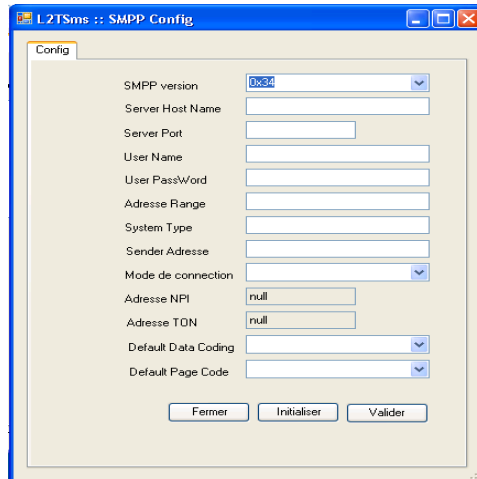 L2TSms :: SMPP Config
Config
SMPP version 0x34
Server Host Name
Server Port
User Name
User PassWord
Adresse Range
System Type
Sender Adresse
Mode de connection
Adresse NPI null
Adresse TON null
Default Data Coding
Default Page Code
Fermer Initialiser Valider